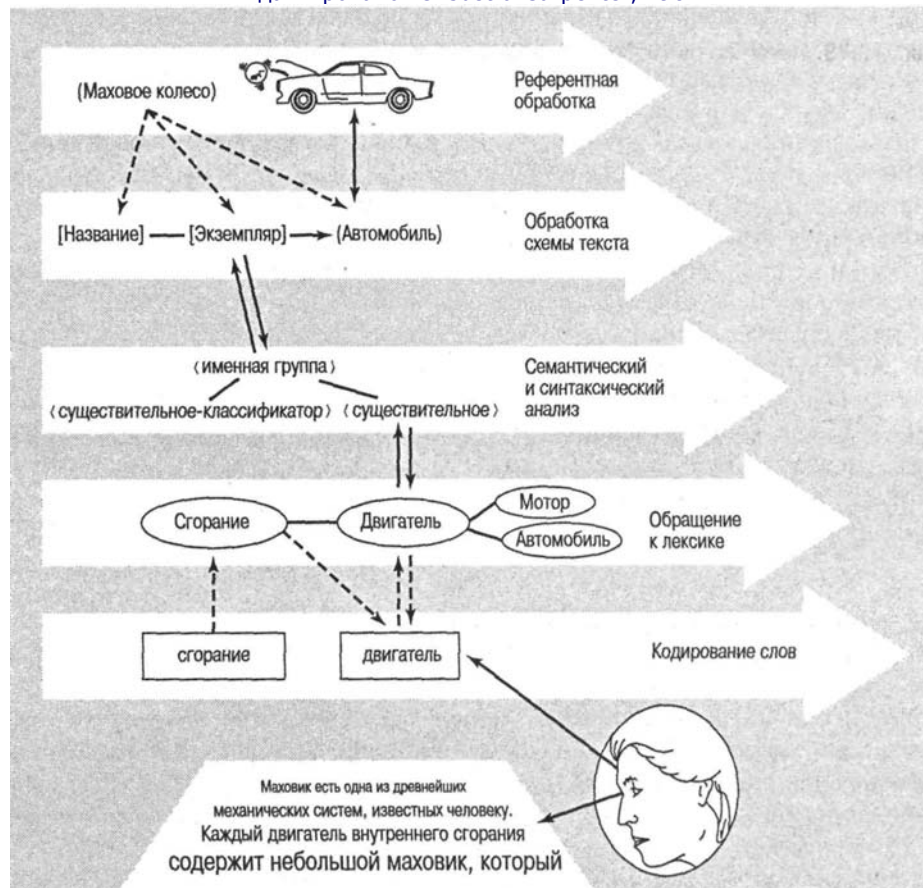 (Маховое колесо)
Референтная
обработка
[Название] — [Экземпляр] → (Автомобиль)
Обработка
схемы текста
⟨именная группа⟩
⟨существительное-классификатор⟩ ⟨существительное⟩
Семантический
и синтаксический
анализ
Сгорание
Двигатель
Мотор
Автомобиль
Обращение
к лексике
сгорание
двигатель
Кодирование слов
Маховик есть одна из древнейших
механических систем, известных человеку.
Каждый двигатель внутреннего сгорания
содержит небольшой маховик, который